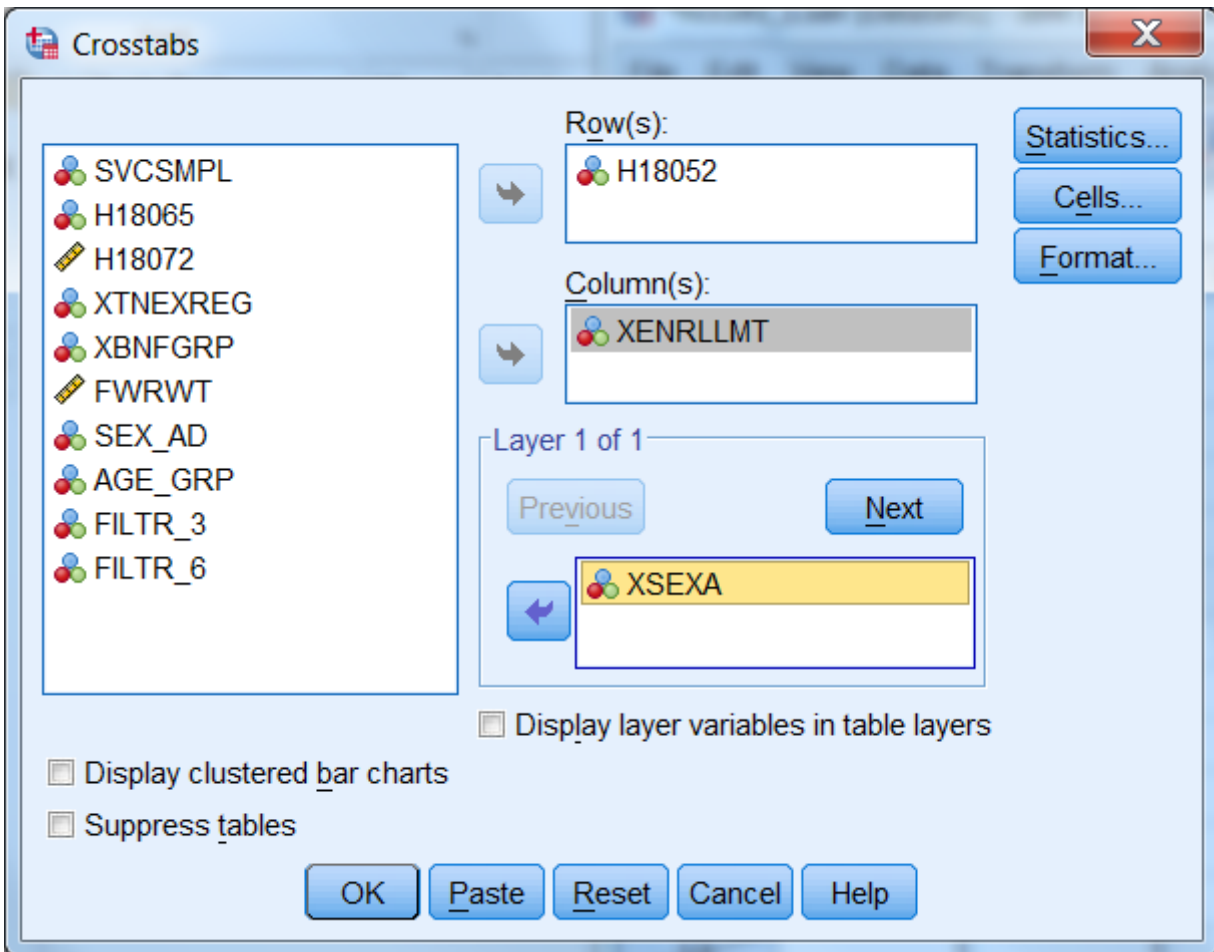 Crosstabs
X
Row(s):
Statistics...
SVCSMPL
H18052
H18065
Cells...
H18072
Format...
XTNEXREG
Column(s):
XBNFGRP
XENRLLMT
FWRWT
SEX_AD
Layer 1 of 1
AGE_GRP
Previous
Next
FILTR_3
FILTR_6
XSEXA
Display layer variables in table layers
Display clustered bar charts
Suppress tables
OK
Paste
Reset
Cancel
Help